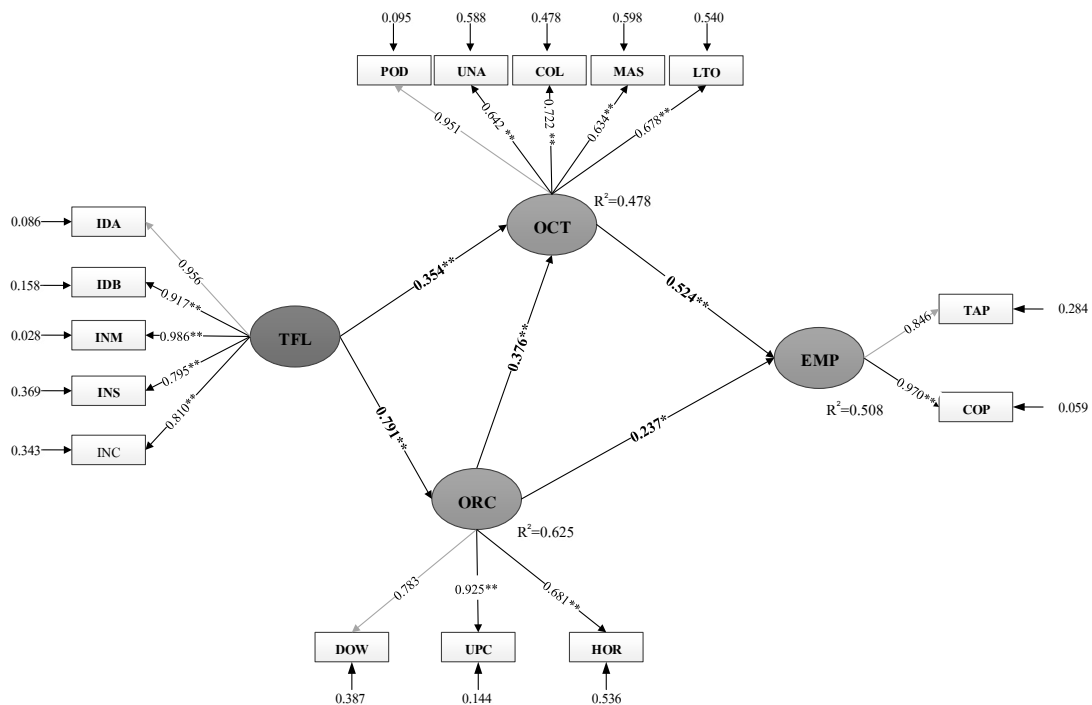 0.095 0.588 0.478 0.598 0.540
POD UNA COL MAS LTO
0.951 0.642 ** 0.722 ** 0.634** 0.678**
OCT
R²=0.478
0.086 IDA
0.956
0.158 IDB
0.917**
0.028 INM
0.986**
0.369 INS
0.795**
0.343 INC
0.810**
TFL
0.354**
0.791**
0.376**
0.524**
0.237*
EMP
R²=0.508
0.846
TAP 0.284
0.970**
COP 0.059
ORC
R²=0.625
0.783 0.925** 0.681**
DOW UPC HOR
0.387 0.144 0.536